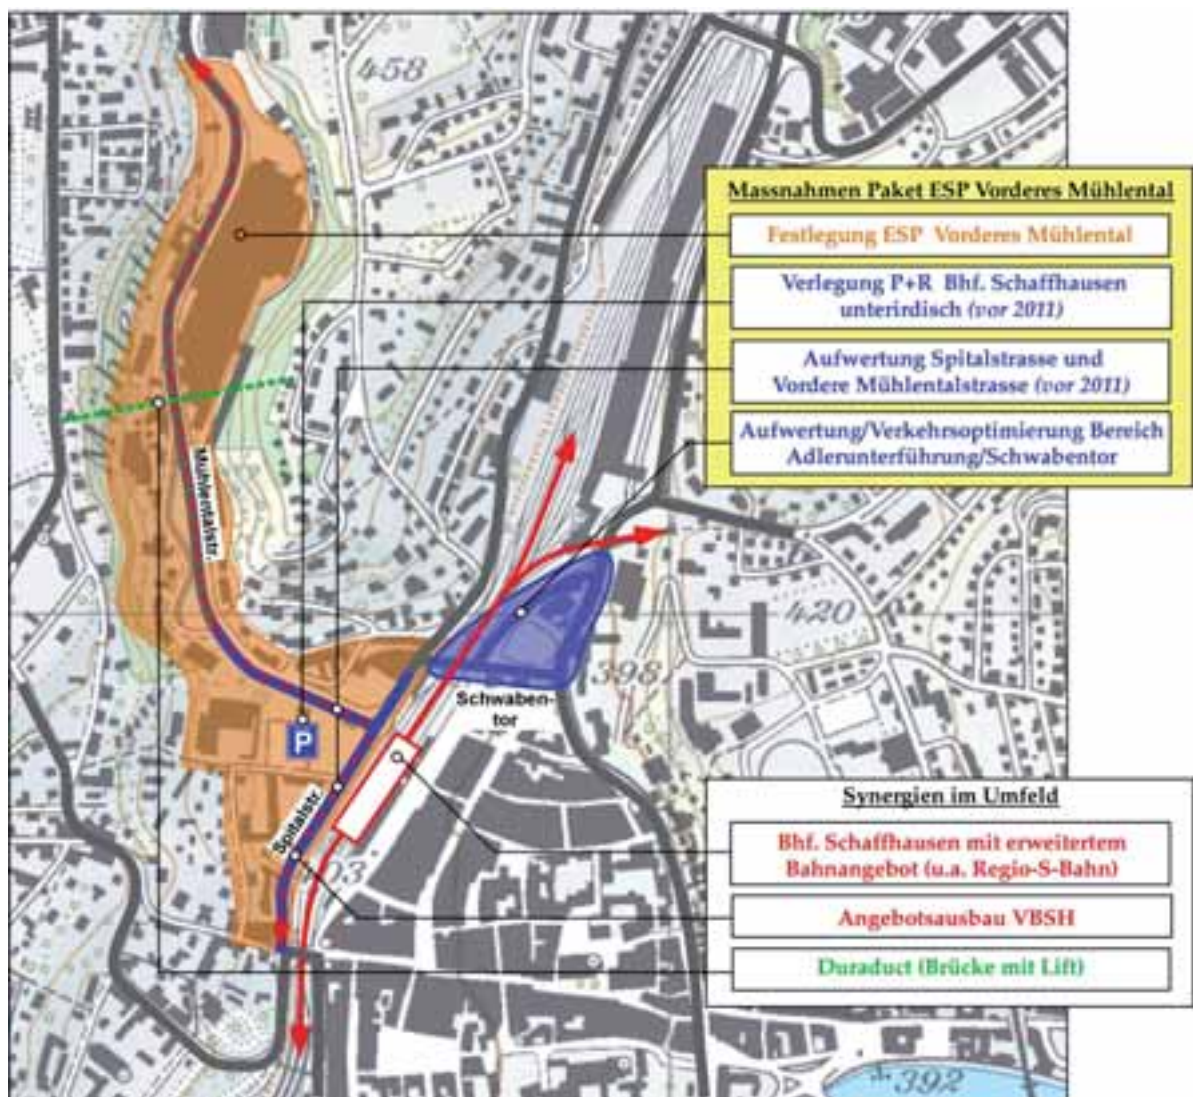 458
Massnahmen Paket ESP Vorderes Mühlental
Festlegung ESP Vorderes Mühlental
Verlegung P+R Bhf. Schaffhausen
unterirdisch (vor 2011)
Aufwertung Spitalstrasse und
Vordere Mühlentalstrasse (vor 2011)
Aufwertung/Verkehrsoptimierung Bereich
Adlerunterführung/Schwabentor
Mühlentalstr.
420
398
Schwaben-
tor
P
Spitalstr.
03
Synergien im Umfeld
Bhf. Schaffhausen mit erweitertem
Bahnangebot (u.a. Regio-S-Bahn)
Angebotsausbau VBSH
Duraduct (Brücke mit Lift)
392